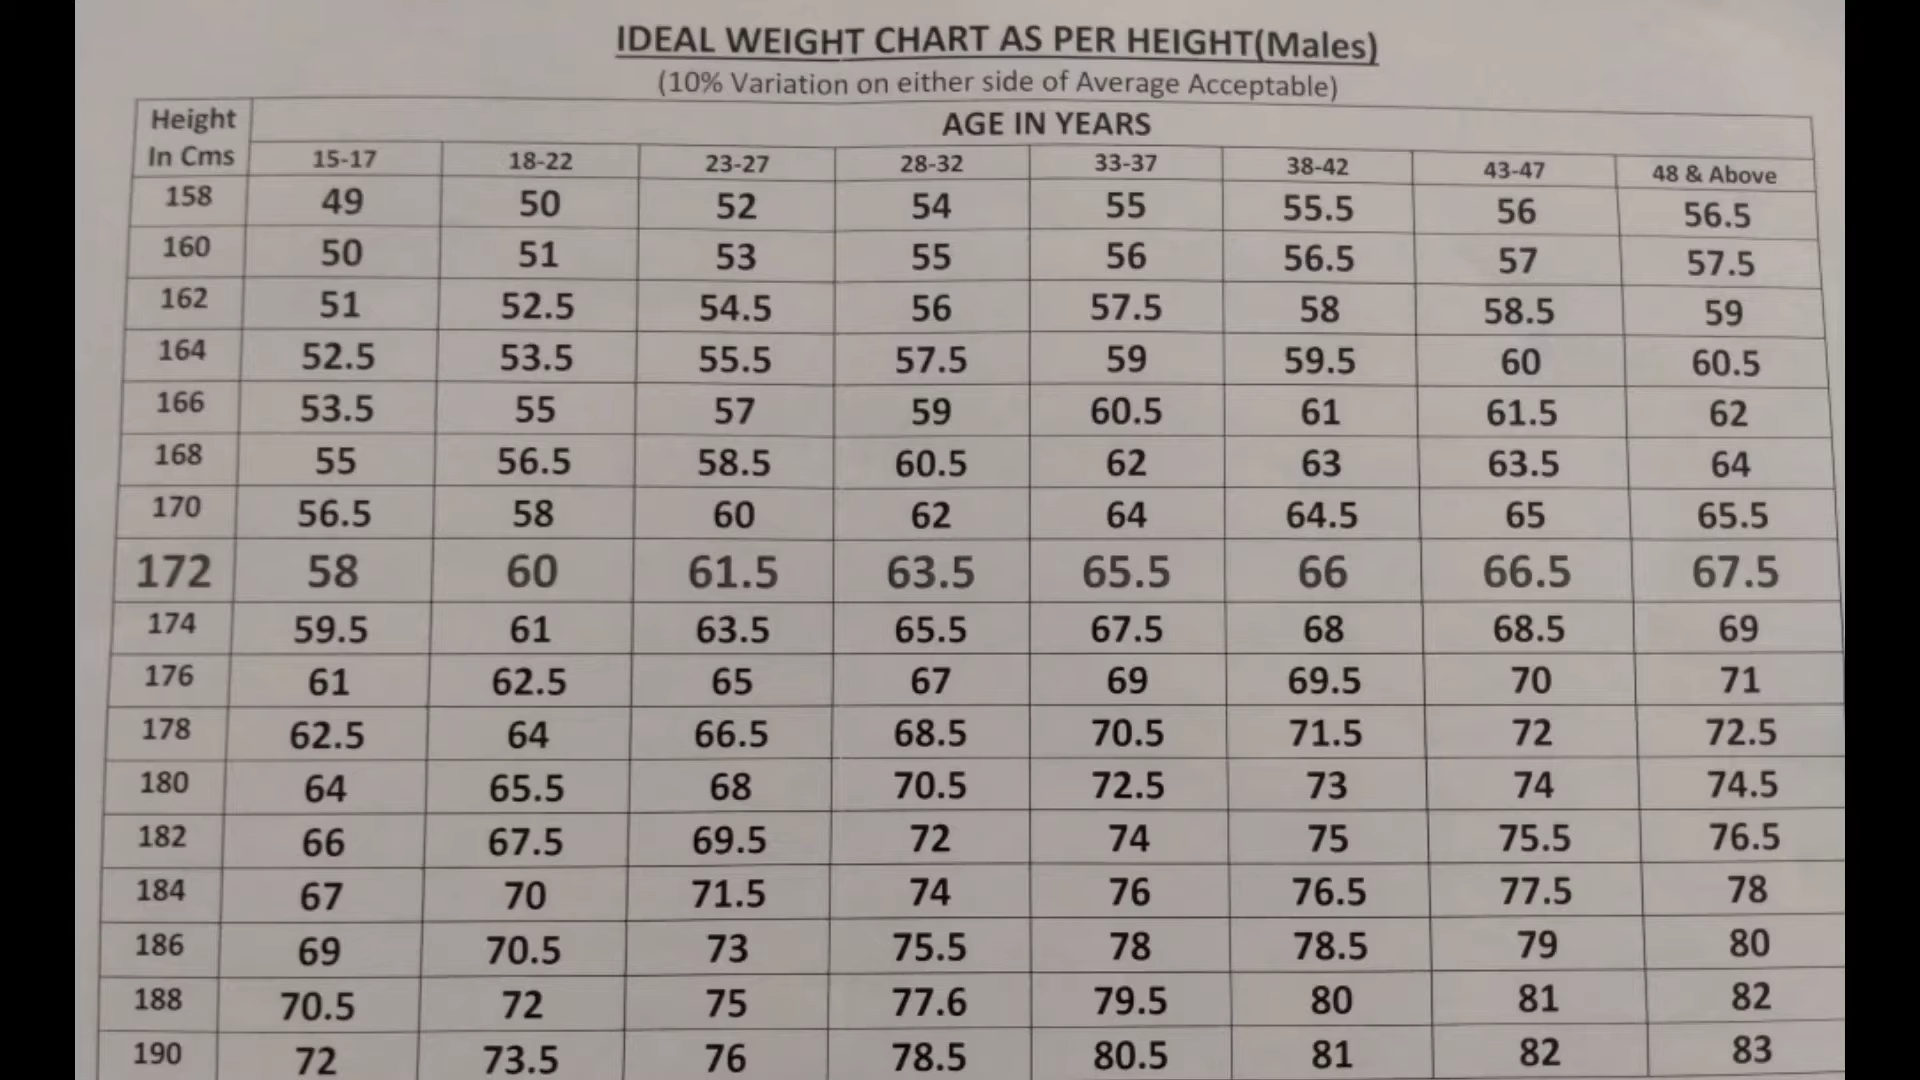 IDEAL WEIGHT CHART AS PER HEIGHT(Males)
(10% Variation on either side of Average Acceptable)
Height In Cms AGE IN YEARS
15-17 18-22 23-27 28-32 33-37 38-42 43-47 48 & Above
158 49 50 52 54 55 55.5 56 56.5
160 50 51 53 55 56 56.5 57 57.5
162 51 52.5 54.5 56 57.5 58 58.5 59
164 52.5 53.5 55.5 57.5 59 59.5 60 60.5
166 53.5 55 57 59 60.5 61 61.5 62
168 55 56.5 58.5 60.5 62 63 63.5 64
170 56.5 58 60 62 64 64.5 65 65.5
172 58 60 61.5 63.5 65.5 66 66.5 67.5
174 59.5 61 63.5 65.5 67.5 68 68.5 69
176 61 62.5 65 67 69 69.5 70 71
178 62.5 64 66.5 68.5 70.5 71.5 72 72.5
180 64 65.5 68 70.5 72.5 73 74 74.5
182 66 67.5 69.5 72 74 75 75.5 76.5
184 67 70 71.5 74 76 76.5 77.5 78
186 69 70.5 73 75.5 78 78.5 79 80
188 70.5 72 75 77.6 79.5 80 81 82
190 72 73.5 76 78.5 80.5 81 82 83